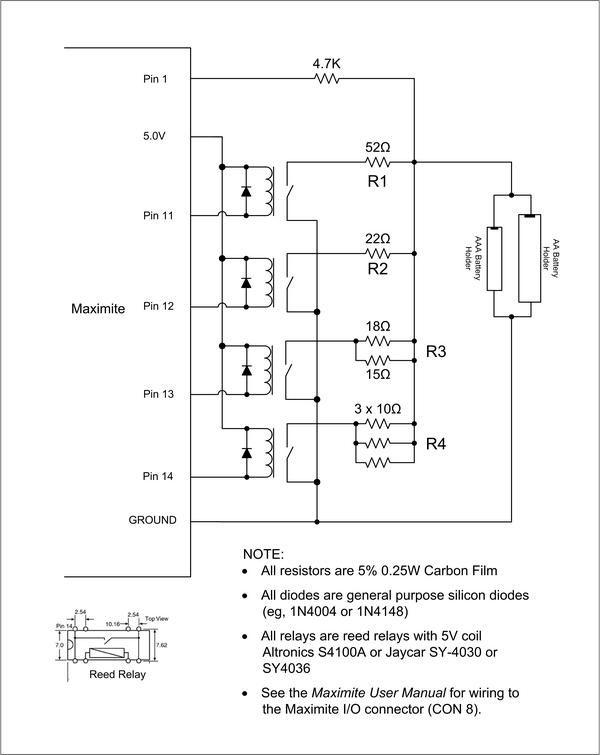 4.7K
Pin 1
5.0V
52Ω
R1
Pin 11
22Ω
R2
AAA Battery
Holder
AA Battery
Holder
Pin 12
Maximite
18Ω
R3
15Ω
Pin 13
3 x 10Ω
R4
Pin 14
GROUND
NOTE:
• All resistors are 5% 0.25W Carbon Film
• All diodes are general purpose silicon diodes
(eg, 1N4004 or 1N4148)
• All relays are reed relays with 5V coil
Altronics S4100A or Jaycar SY-4030 or
SY4036
• See the Maximite User Manual for wiring to
the Maximite I/O connector (CON 8).
2.54
2.54
Pin 14
10.16
Top View
7.0
7.62
Reed Relay